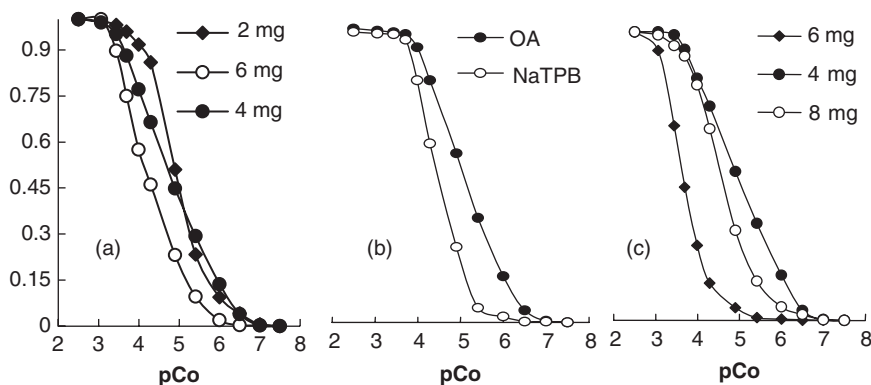 0.9
0.75
0.6
0.45
0.3
0.15
0
2 mg
6 mg
4 mg
(a)
2 3 4 5 6 7 8
pCo
OA
NaTPB
(b)
2 3 4 5 6 7 8
pCo
6 mg
4 mg
8 mg
(c)
2 3 4 5 6 7 8
pCo